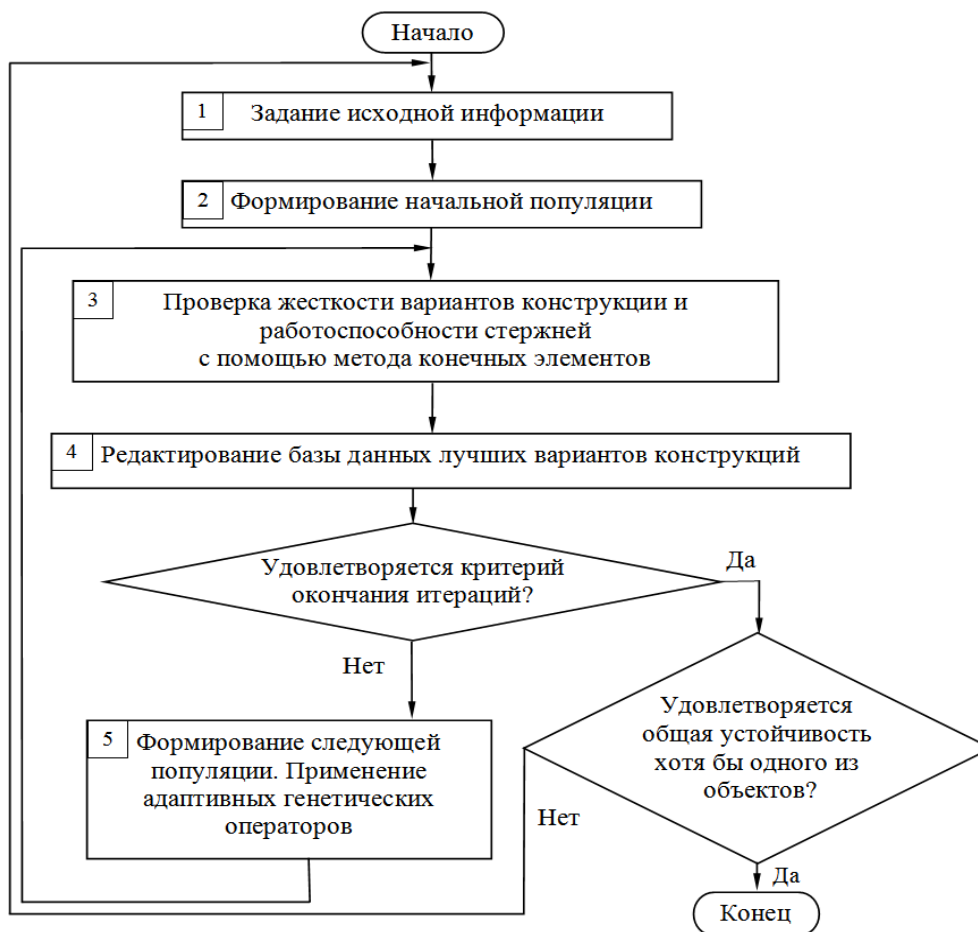 Начало
1
Задание исходной информации
2
Формирование начальной популяции
3
Проверка жесткости вариантов конструкции и
работоспособности стержней
с помощью метода конечных элементов
4
Редактирование базы данных лучших вариантов конструкций
Удовлетворяется критерий
окончания итераций?
Да
Нет
5
Формирование следующей
популяции. Применение
адаптивных генетических
операторов
Удовлетворяется
общая устойчивость
хотя бы одного из
объектов?
Нет
Да
Конец